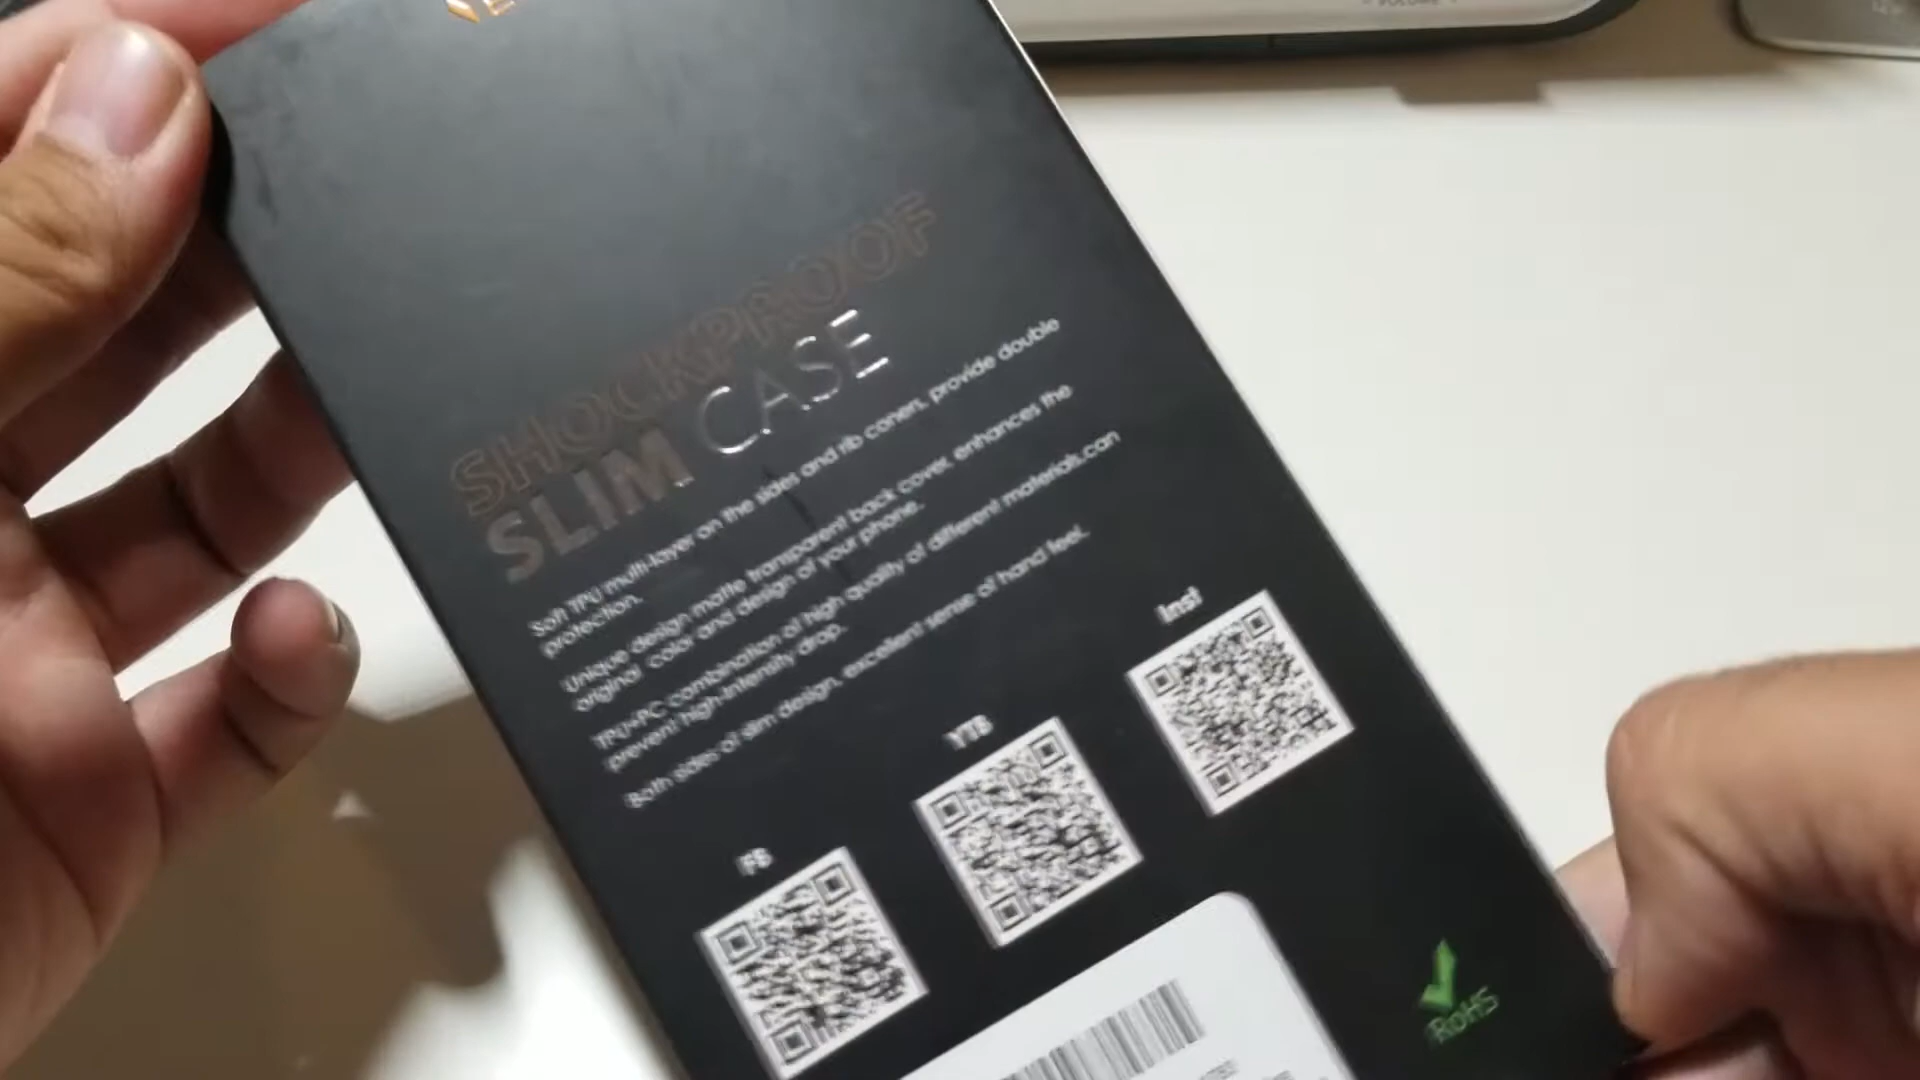 VOLUME
SHOCKPROOF
SLIM CASE
Soft TPU multi-layer on the sides and rib coners, provide double
protection.
Unique design matte transparent back cover, enhances the
original color and design of your phone.
TPU+PC combination of high quality of different materials,can
prevent high-intensity drop.
Both sides of slim design, excellent sense of hand feel.
Inst
YTB
FB
RoHS